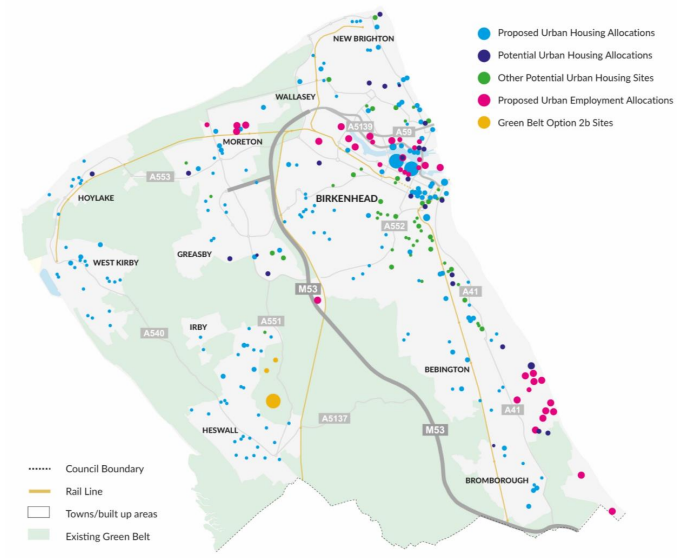 NEW BRIGHTON
Proposed Urban Housing Allocations
Potential Urban Housing Allocations
Other Potential Urban Housing Sites
Proposed Urban Employment Allocations
Green Belt Option 2b Sites
WALLASEY
A5139
A59
MORETON
A553
HOYLAKE
BIRKENHEAD
A552
GREASBY
WEST KIRBY
M53
A41
A551
IRBY
A540
BEBINGTON
A41
A5137
HESWALL
M53
BROMBOROUGH
Council Boundary
Rail Line
Towns/built up areas
Existing Green Belt